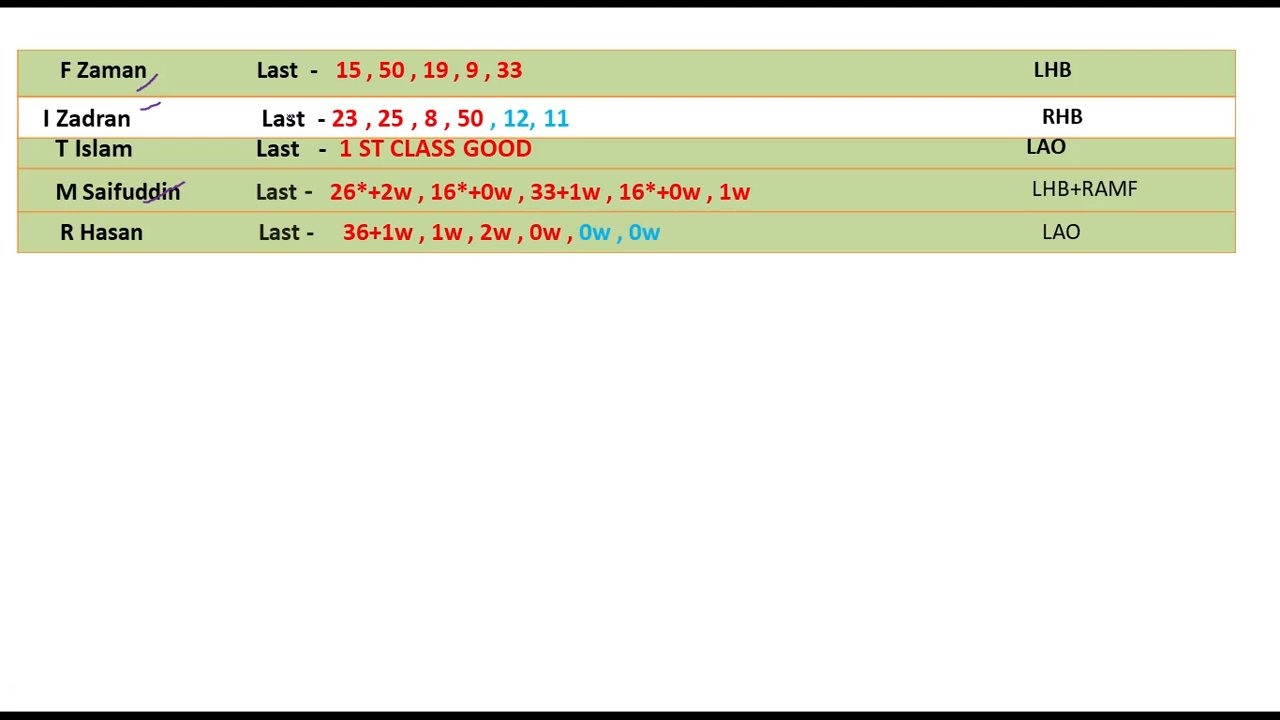 F Zaman Last - 15 , 50 , 19 , 9 , 33 LHB
I Zadran Last - 23 , 25 , 8 , 50 , 12, 11 RHB
T Islam Last - 1 ST CLASS GOOD LAO
M Saifuddin Last - 26*+2w , 16*+0w , 33+1w , 16*+0w , 1w LHB+RAMF
R Hasan Last - 36+1w , 1w , 2w , 0w , 0w , 0w LAO